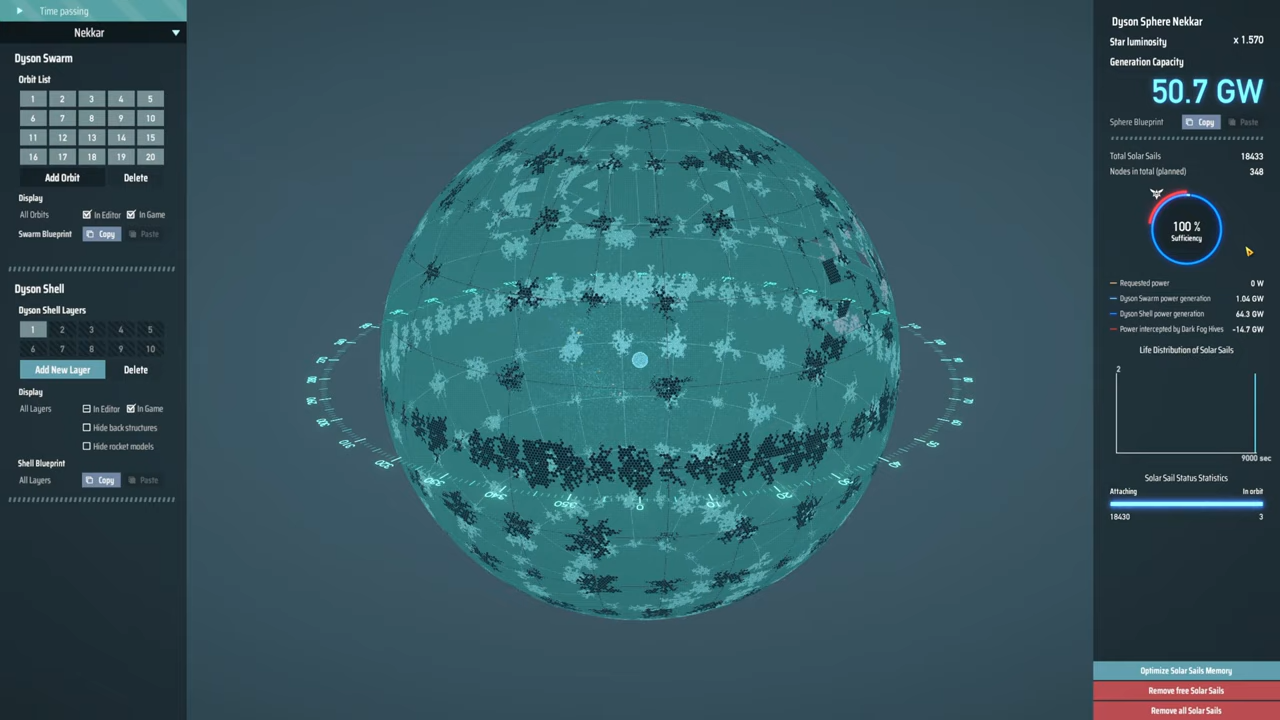 Time passing
Nekkar
Dyson Swarm
Orbit List
1 2 3 4 5
6 7 8 9 10
11 12 13 14 15
16 17 18 19 20
Add Orbit Delete
Display
All Orbits In Editor In Game
Swarm Blueprint Copy Paste
Dyson Shell
Dyson Shell Layers
1 2 3 4 5
6 7 8 9 10
Add New Layer Delete
Display
All Layers In Editor In Game
Hide back structures
Hide rocket models
Shell Blueprint
All Layers Copy Paste
0
Dyson Sphere Nekkar
Star luminosity x 1.570
Generation Capacity
50.7 GW
Sphere Blueprint Copy Paste
Total Solar Sails 18433
Nodes in total (planned) 348
100 %
Sufficiency
Requested power 0 W
Dyson Swarm power generation 1.04 GW
Dyson Shell power generation 64.3 GW
Power intercepted by Dark Fog Hives -14.7 GW
Life Distribution of Solar Sails
2
9000 sec
Solar Sail Status Statistics
Attaching In orbit
18430 3
Optimize Solar Sails Memory
Remove free Solar Sails
Remove all Solar Sails